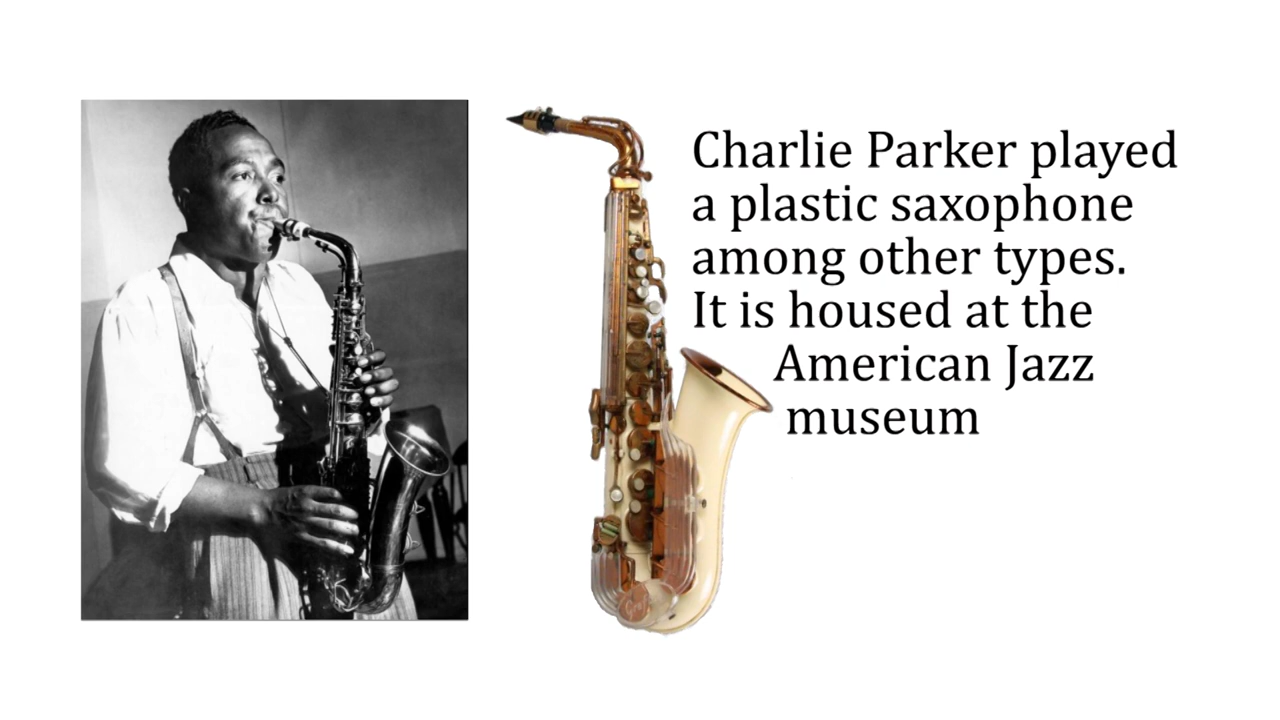 Charlie Parker played
a plastic saxophone
among other types.
It is housed at the
American Jazz
museum